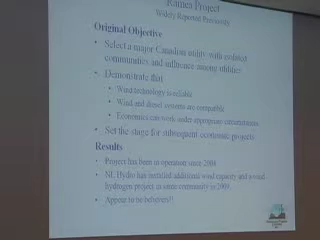 Ramea Project
Widely Reported Previously
Original Objective
• Select a major Canadian utility with isolated
communities and influence among utilities
• Demonstrate that
• Wind technology is reliable
• Wind and diesel systems are compatible
• Economics can work under appropriate circumstances
• Set the stage for subsequent economic projects
Results
• Project has been in operation since 2004
• NL Hydro has installed additional wind capacity and a wind-
hydrogen project in same community in 2009.
• Appear to be believers!!